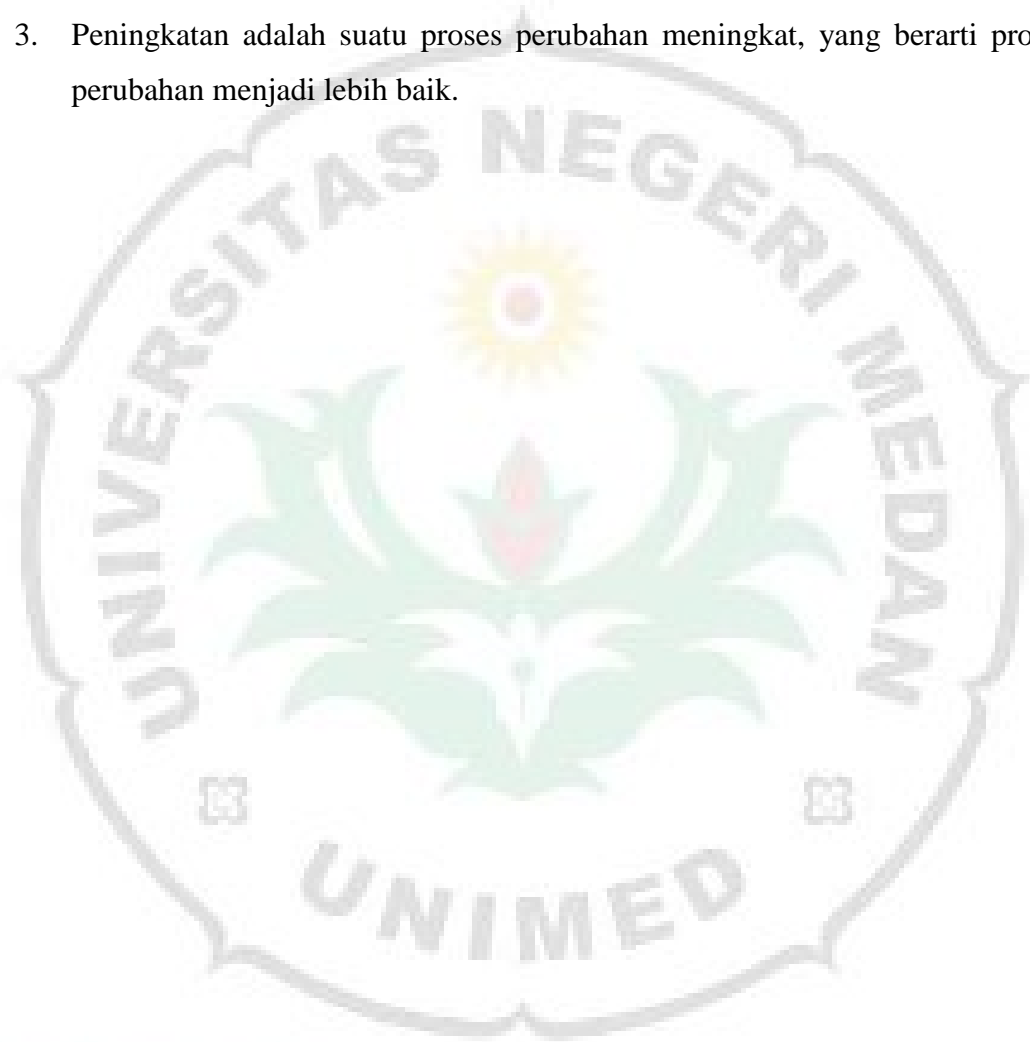 3. Peningkatan adalah suatu proses perubahan meningkat, yang berarti pro
perubahan menjadi lebih baik.
UNIVERSITAS NEGERI MEDAN
UNIMED